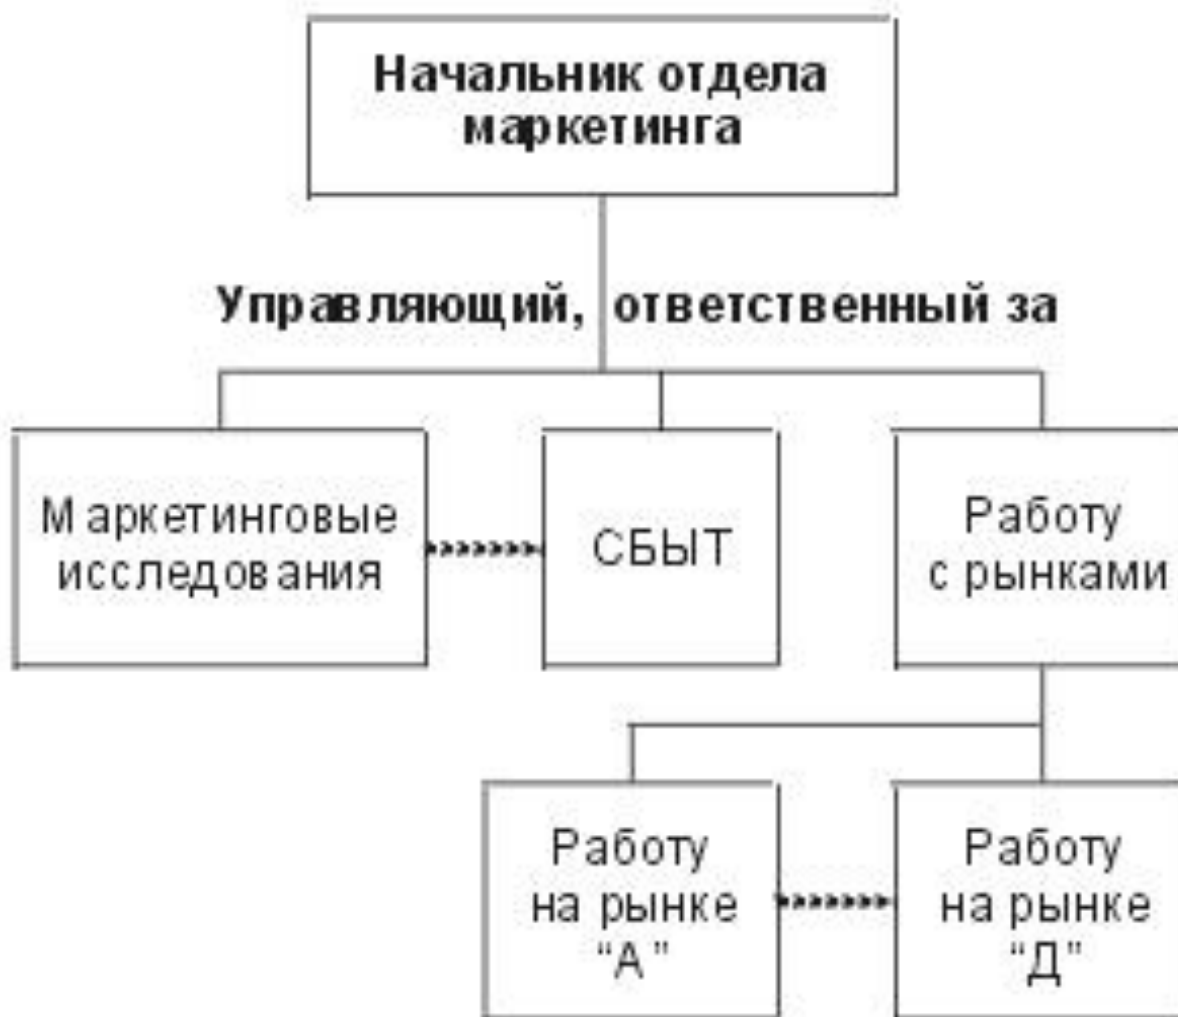 Начальник отдела
маркетинга
Управляющий, ответственный за
Маркетинговые
исследования
СБЫТ
Работу
с рынками
Работу
на рынке
“А”
Работу
на рынке
“Д”